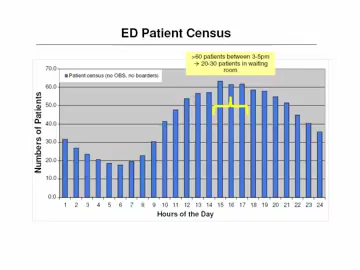 ED Patient Census
>60 patients between 3-5pm
→ 20-30 patients in waiting
room
Patient census (no OBS, no boarders)
Numbers of Patients
70.0
60.0
50.0
40.0
30.0
20.0
10.0
0.0
1 2 3 4 5 6 7 8 9 10 11 12 13 14 15 16 17 18 19 20 21 22 23 24
Hours of the Day